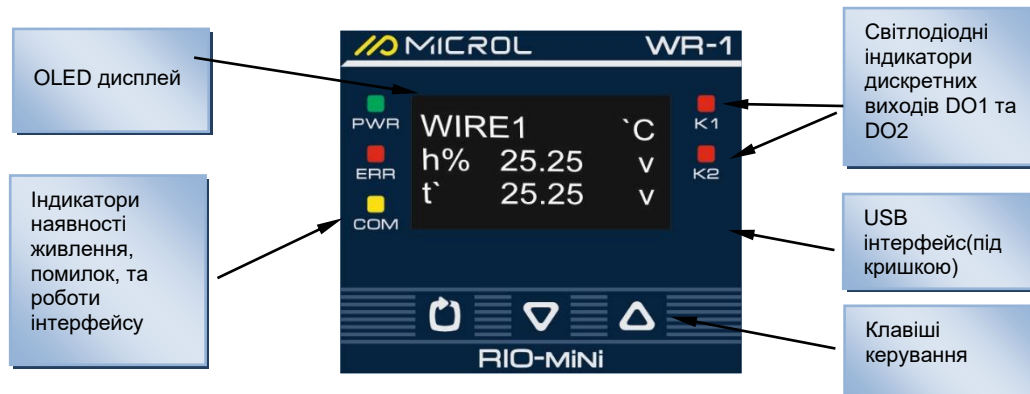 OLED дисплей
Індикатори
наявності
живлення,
помилок, та
роботи
інтерфейсу
MICROL WR-1
PWR
ERR
COM
WIRE1 `C
h% 25.25 v
t` 25.25 v
K1
K2
RIO-MiNi
Світлодіодні
індикатори
дискретних
виходів DO1 та
DO2
USB
інтерфейс(під
кришкою)
Клавіші
керування